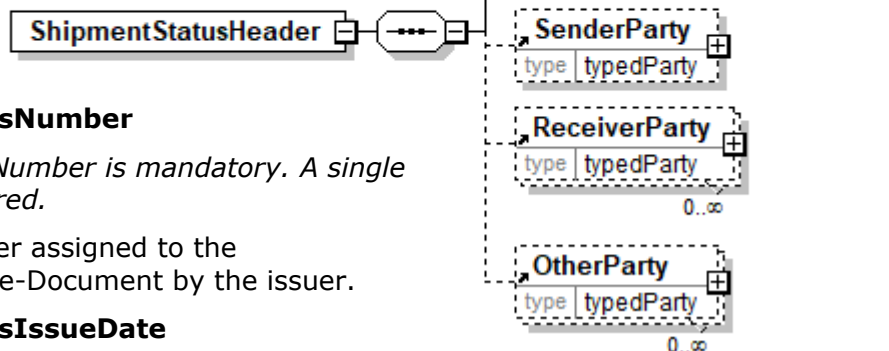 ShipmentStatusHeader
SenderParty
type typedParty
ReceiverParty
type typedParty
0..∞
OtherParty
type typedParty
0..∞
sNumber
Number is mandatory. A single
red.
er assigned to the
e-Document by the issuer.
sIssueDate